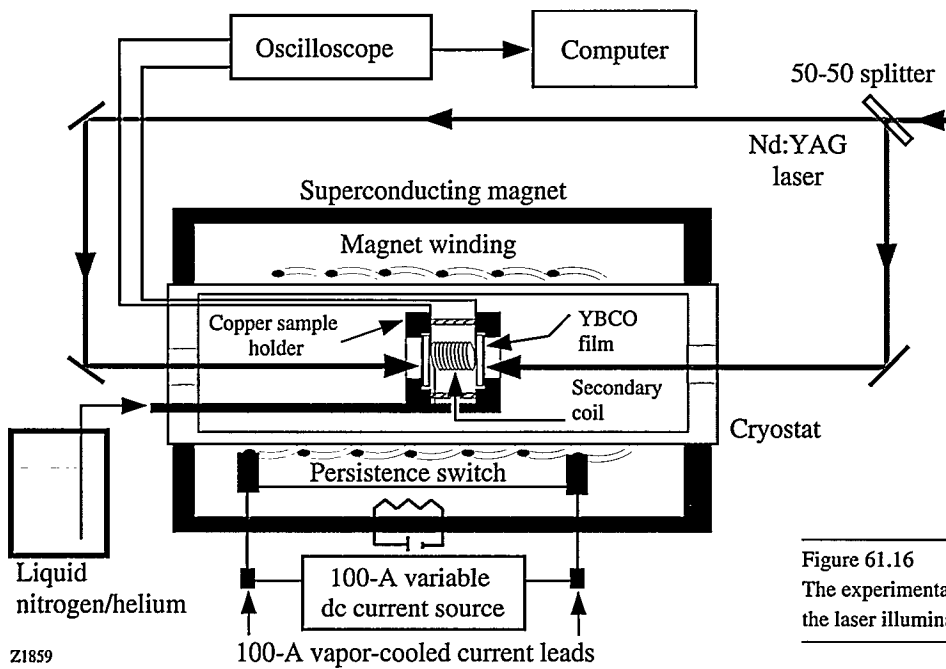 Oscilloscope
Computer
50-50 splitter
Nd:YAG
laser
Superconducting magnet
Magnet winding
Copper sample
holder
YBCO
film
Secondary
coil
Cryostat
Persistence switch
Liquid
nitrogen/helium
100-A variable
dc current source
100-A vapor-cooled current leads
Figure 61.16
The experimenta
the laser illumina
Z1859